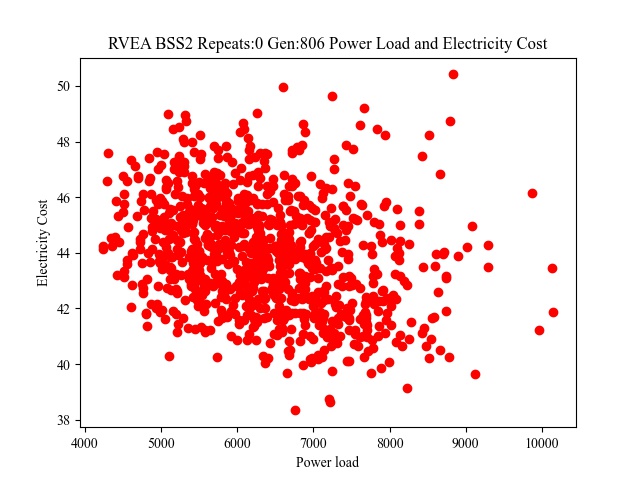 RVEA BSS2 Repeats:0 Gen:806 Power Load and Electricity Cost
Electricity Cost
50
48
46
44
42
40
38
4000 5000 6000 7000 8000 9000 10000
Power load